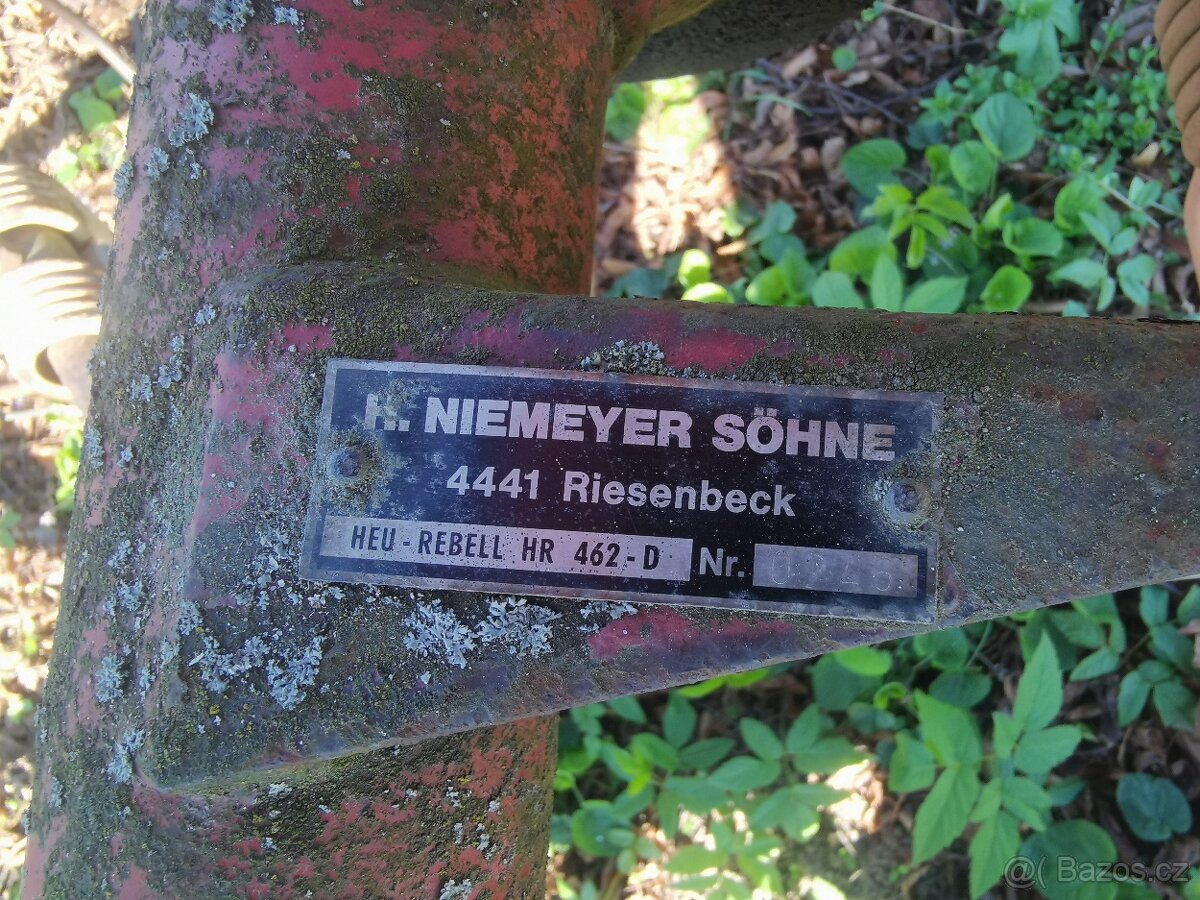 H. NIEMEYER SÖHNE
4441 Riesenbeck
HEU-REBELL HR 462-D Nr.
@Bazos.cz